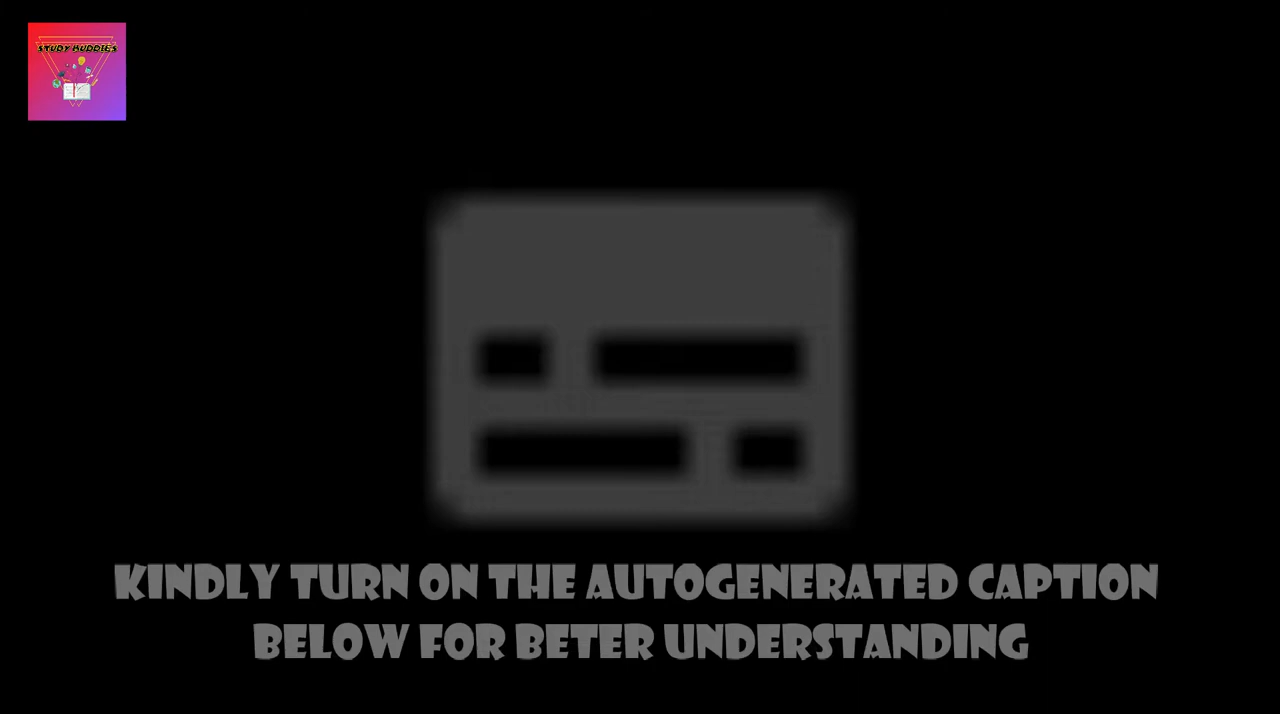 STUDY BUDDIES
KINDLY TURN ON THE AUTOGENERATED CAPTION
BELOW FOR BETER UNDERSTANDING